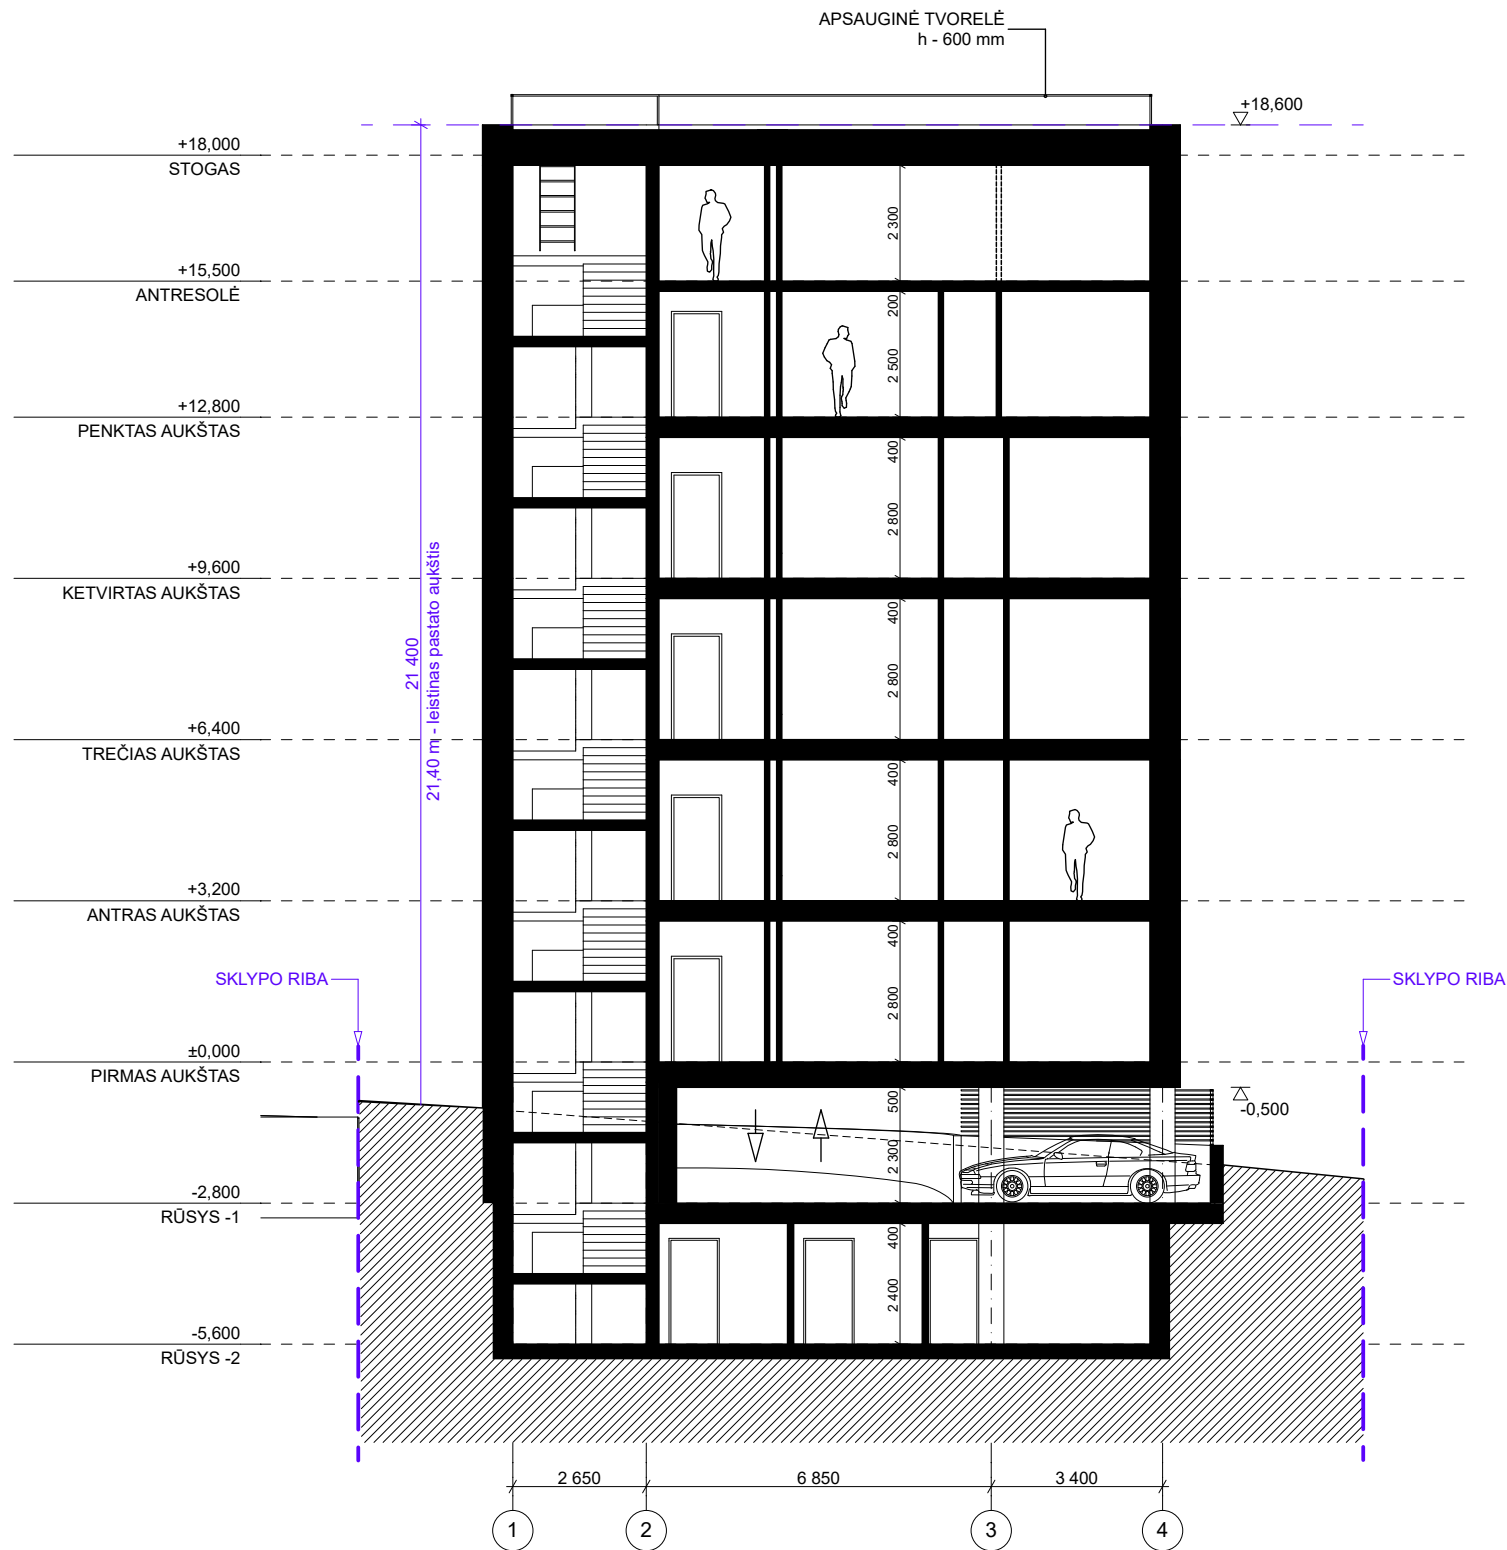 APSAUGINĖ TVORELĖ
h - 600 mm
+18,600
+18,000
STOGAS
2 300
+15,500
ANTRESOLĖ
200
2 500
+12,800
PENKTAS AUKŠTAS
400
2 800
+9,600
KETVIRTAS AUKŠTAS
400
21 400
21,40 m - leistinas pastato aukštis
2 800
+6,400
TREČIAS AUKŠTAS
400
2 800
+3,200
ANTRAS AUKŠTAS
400
SKLYPO RIBA
SKLYPO RIBA
2 800
±0,000
PIRMAS AUKŠTAS
500
-0,500
2 300
-2,800
RŪSYS -1
400
2 400
-5,600
RŪSYS -2
2 650
6 850
3 400
1
2
3
4